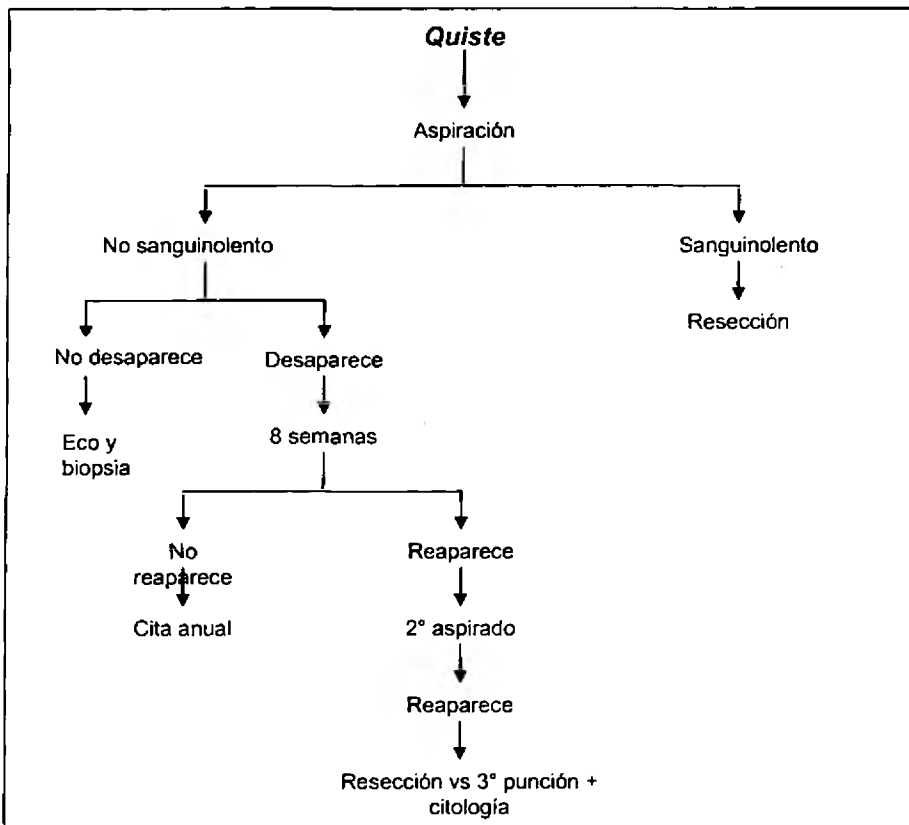 Quiste
Aspiración
No sanguinolento
Sanguinolento
Resección
No desaparece
Desaparece
Eco y
biopsia
8 semanas
No
reaparece
Reaparece
Cita anual
2° aspirado
Reaparece
Resección vs 3° punción +
citología